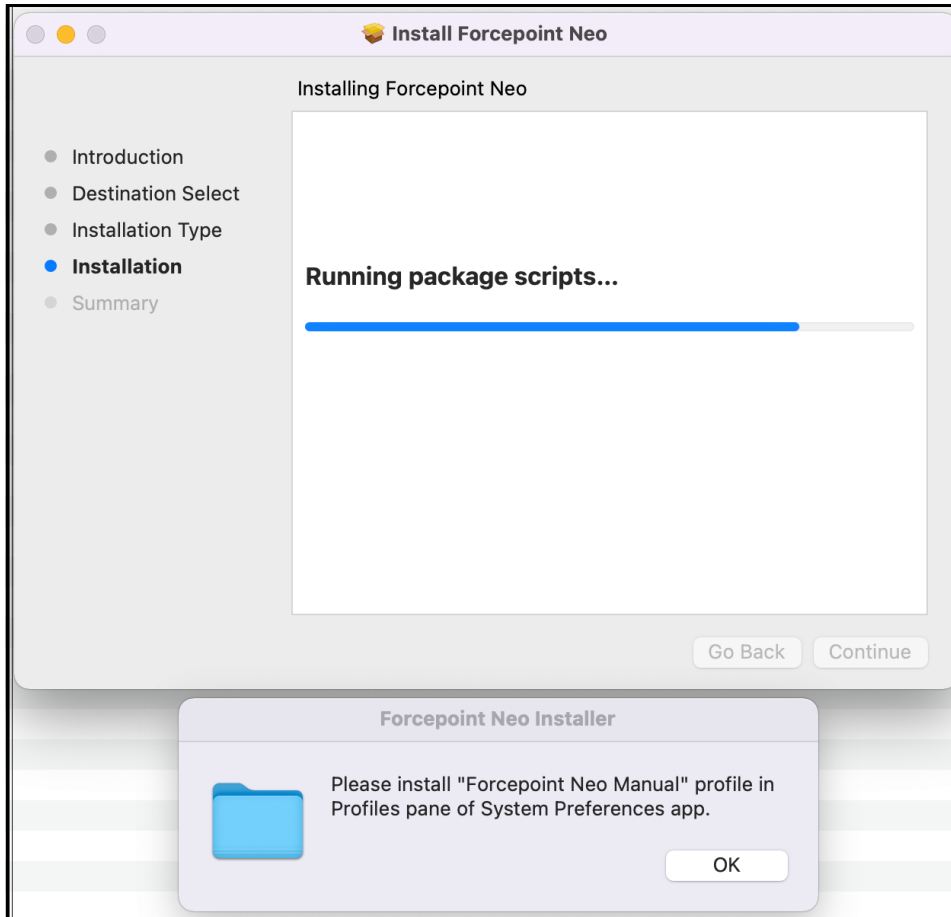 Install Forcepoint Neo
Installing Forcepoint Neo
Introduction
Destination Select
Installation Type
Installation
Summary
Running package scripts...
Go Back
Continue
Forcepoint Neo Installer
Please install "Forcepoint Neo Manual" profile in
Profiles pane of System Preferences app.
OK